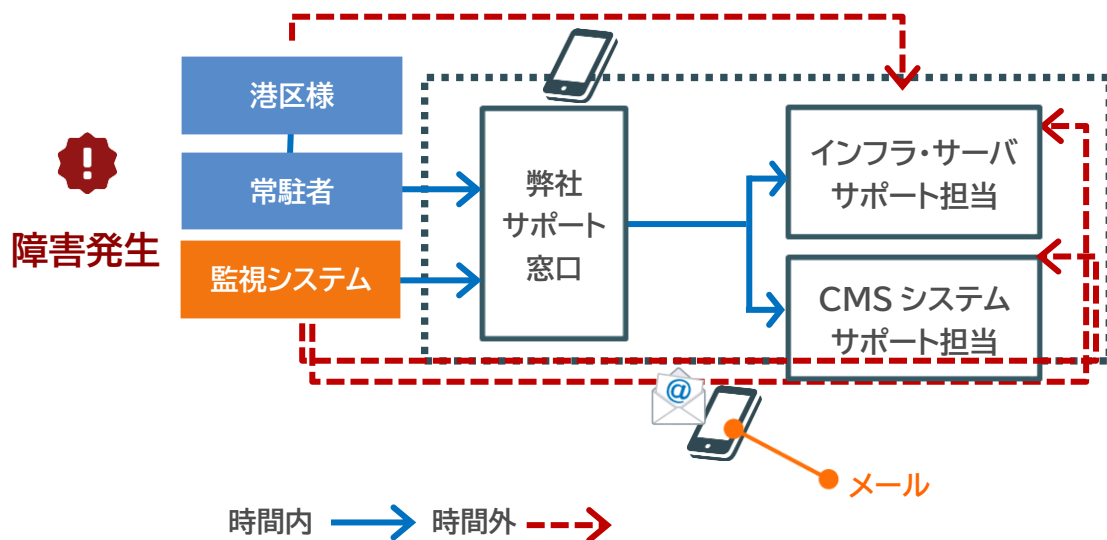 港区様
常駐者
監視システム
障害発生
弊社
サポート
窓口
インフラ・サーバ
サポート担当
CMS システム
サポート担当
@
メール
時間内
時間外